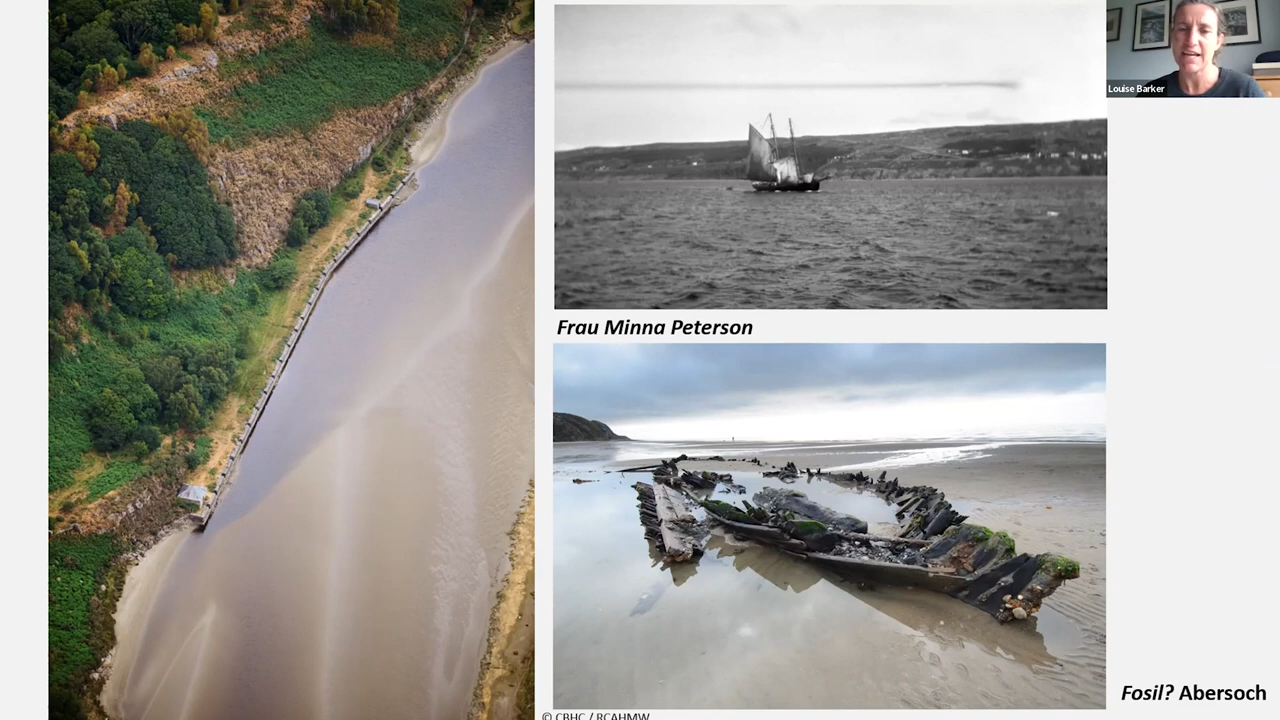 Louise Barker
Frau Minna Peterson
Fosil? Abersoch
© CBHC / RCAHMW